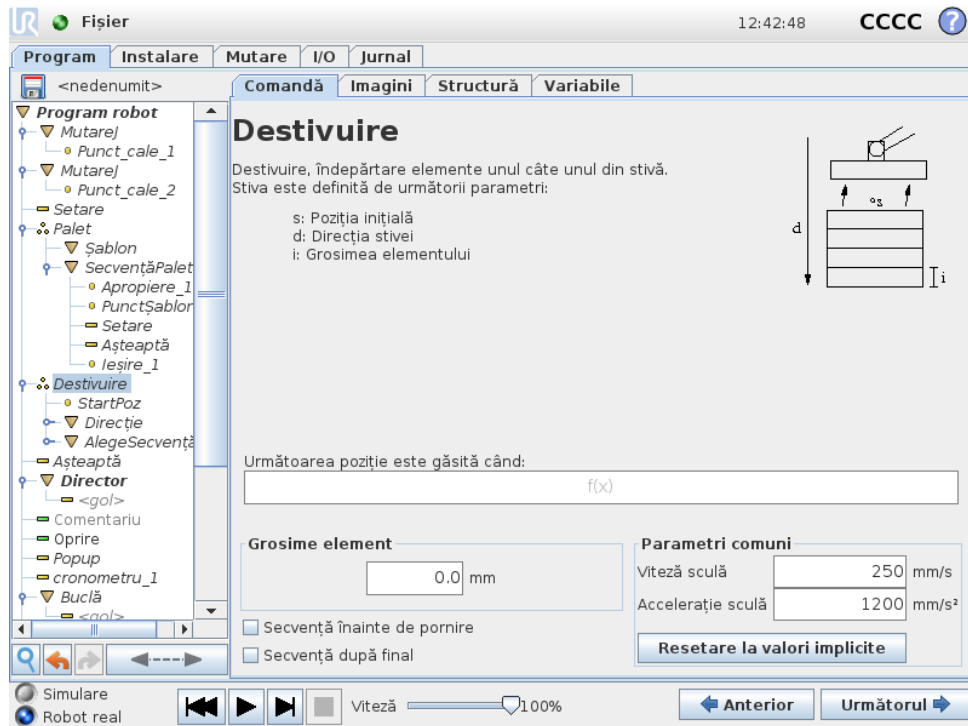 UR Fișier 12:42:48 CCCC ?
Program Instalare Mutare I/O Jurnal
<nedenumit>
Comandă Imagini Structură Variabile
Program robot
MutareJ
Punct_cale_1
MutareJ
Punct_cale_2
Setare
Palet
Șablon
SecvențăPalet
Apropiere_1
PunctȘablon
Setare
Așteaptă
Ieșire_1
Destivuire
StartPoz
Direcție
AlegeSecvență
Așteaptă
Director
<gol>
Comentariu
Oprire
Popup
cronometru_1
Buclă
<gol>
Destivuire
Destivuire, îndepărtare elemente unul câte unul din stivă.
Stiva este definită de următorii parametri:
s: Poziția inițială
d: Direcția stivei
i: Grosimea elementului
s
d
i
Următoarea poziție este găsită când:
f(x)
Grosime element
0.0 mm
Secvență înainte de pornire
Secvență după final
Parametri comuni
Viteză sculă 250 mm/s
Accelerație sculă 1200 mm/s²
Resetare la valori implicite
Simulare
Robot real
Viteză 100%
Anterior Următorul